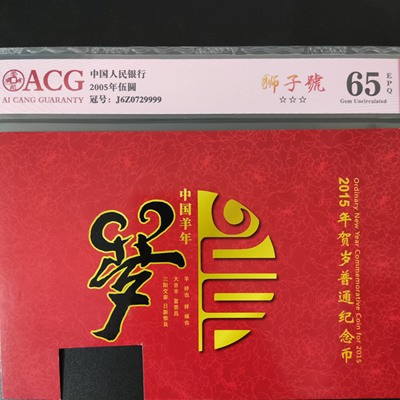 ACG
AI CANG GUARANTY
中国人民银行
2005年伍圆
冠号: J6Z0729999
狮子號
☆☆☆
65
EPQ
Gem Uncirculated
Ordinary New Year Commemorative Coin for 2015
2015年贺岁普通纪念币
中国羊年